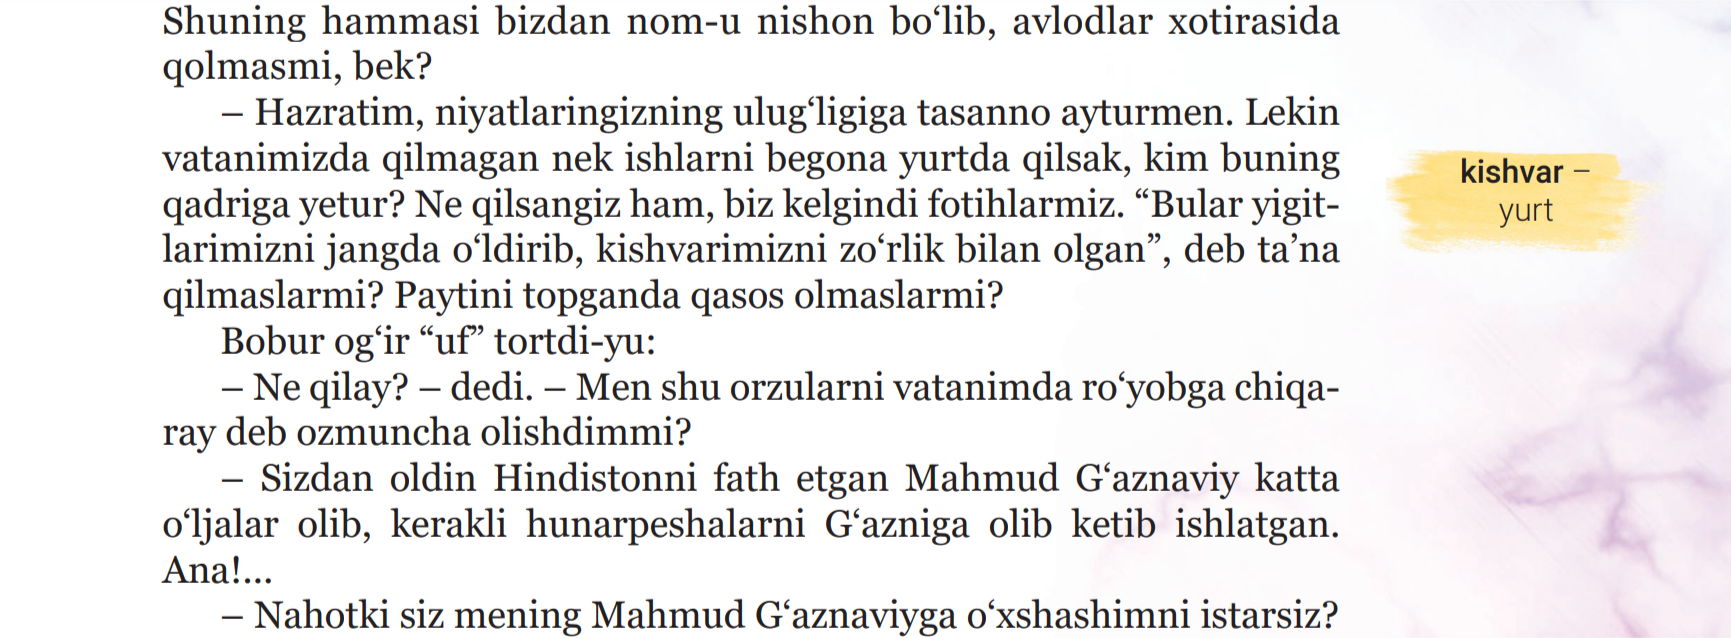 Shuning hammasi bizdan nom-u nishon bo‘lib, avlodlar xotirasida
qolmasmi, bek?
– Hazratim, niyatlaringizning ulug‘ligiga tasanno ayturmen. Lekin
vatanimizda qilmagan nek ishlarni begona yurtda qilsak, kim buning
qadriga yetur? Ne qilsangiz ham, biz kelgindi fotihlarmiz. “Bular yigit-
larimizni jangda o‘ldirib, kishvarimizni zo‘rlik bilan olgan”, deb ta’na
qilmaslarmi? Paytini topganda qasos olmaslarmi?
Bobur og‘ir “uf” tortdi-yu:
– Ne qilay? – dedi. – Men shu orzularni vatanimda ro‘yobga chiqa-
ray deb ozmuncha olishdimmi?
– Sizdan oldin Hindistonni fath etgan Mahmud G‘aznaviy katta
o‘ljalar olib, kerakli hunarpeshalarni G‘azniga olib ketib ishlatgan.
Ana!...
– Nahotki siz mening Mahmud G‘aznaviyga o‘xshashimni istarsiz?
kishvar –
yurt